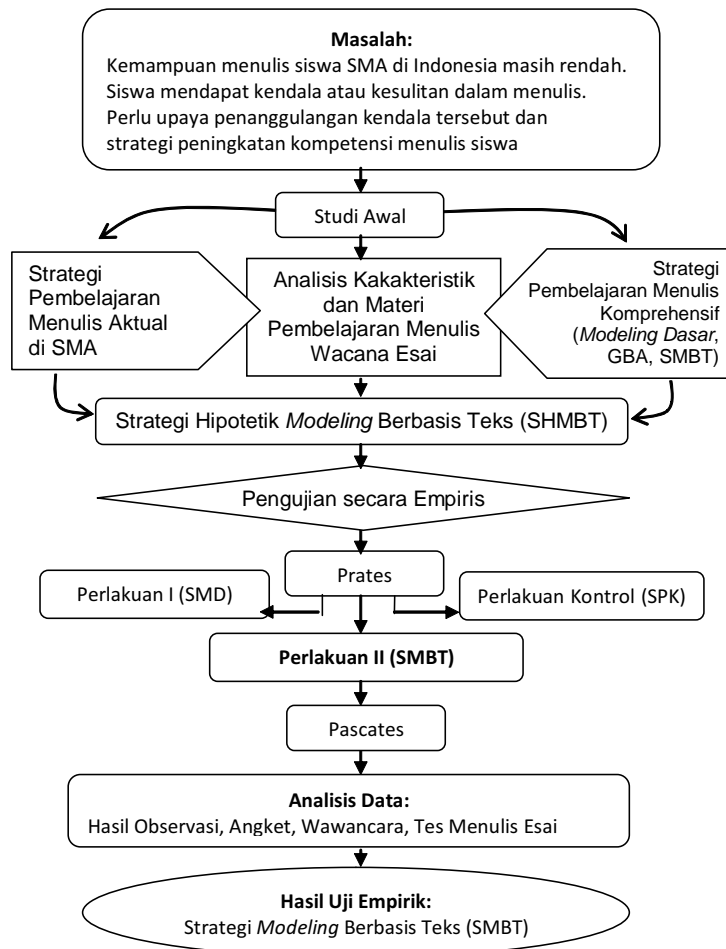 Masalah:
Kemampuan menulis siswa SMA di Indonesia masih rendah.
Siswa mendapat kendala atau kesulitan dalam menulis.
Perlu upaya penanggulangan kendala tersebut dan
strategi peningkatan kompetensi menulis siswa
Studi Awal
Strategi
Pembelajaran
Menulis Aktual
di SMA
Analisis Kakakteristik
dan Materi
Pembelajaran Menulis
Wacana Esai
Strategi
Pembelajaran Menulis
Komprehensif
(Modeling Dasar,
GBA, SMBT)
Strategi Hipotetik Modeling Berbasis Teks (SHMBT)
Pengujian secara Empiris
Prates
Perlakuan I (SMD)
Perlakuan Kontrol (SPK)
Perlakuan II (SMBT)
Pascates
Analisis Data:
Hasil Observasi, Angket, Wawancara, Tes Menulis Esai
Hasil Uji Empirik:
Strategi Modeling Berbasis Teks (SMBT)